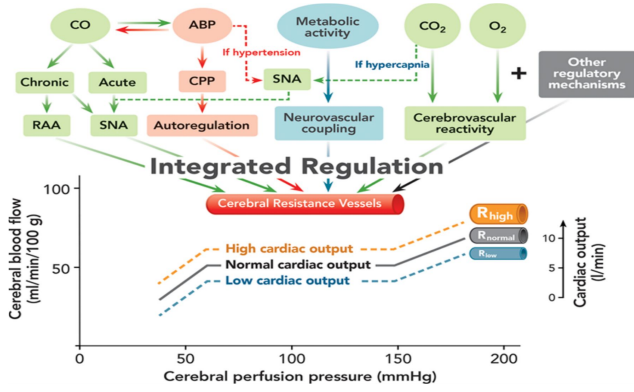 CO
ABP
Metabolic
activity
CO₂
O₂
If hypertension
If hypercapnia
Chronic
Acute
CPP
SNA
+
Other
regulatory
mechanisms
RAA
SNA
Autoregulation
Neurovascular
coupling
Cerebrovascular
reactivity
Integrated Regulation
Cerebral Resistance Vessels
Cerebral blood flow
(ml/min/100 g)
100
50
High cardiac output
Normal cardiac output
Low cardiac output
R high
R normal
R low
10
5
0
Cardiac output
(l/min)
0
50
100
150
200
Cerebral perfusion pressure (mmHg)